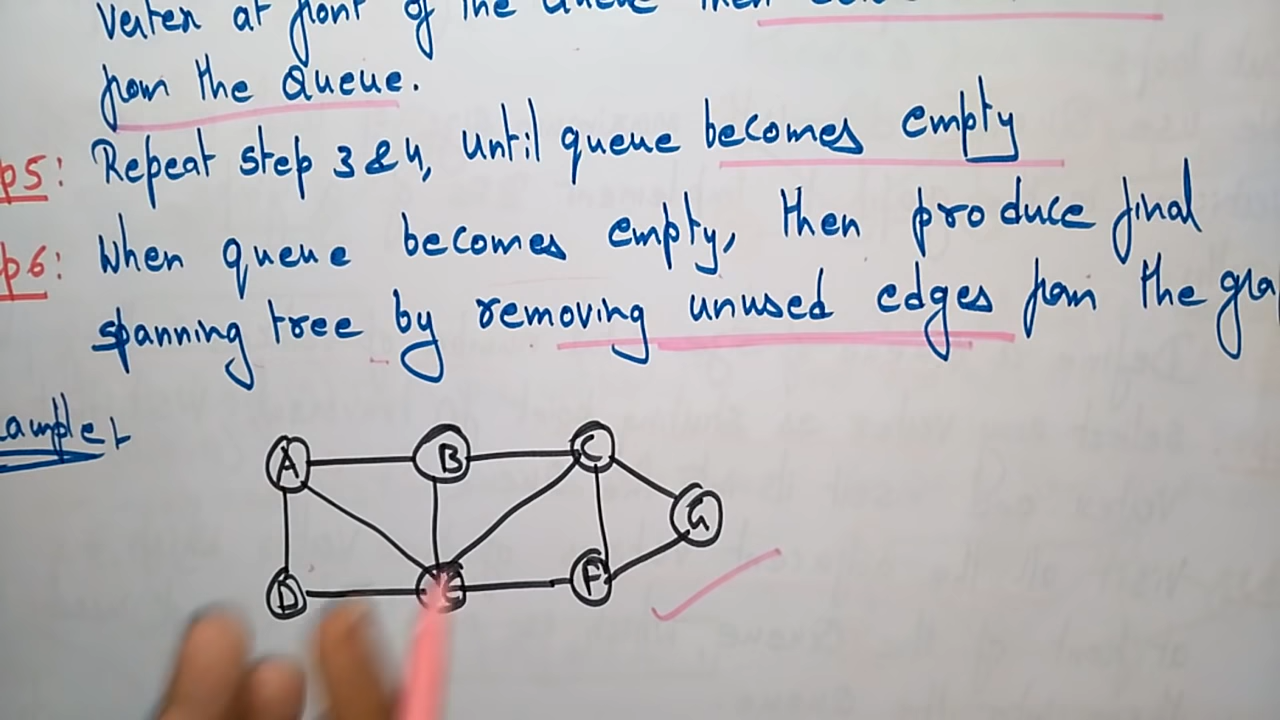 vertex at front of the Queue then
from the Queue.
p5: Repeat step 3 & 4, until queue becomes empty
p6: When queue becomes empty, then produce final
spanning tree by removing unused edges from the gra
ample:
A B C
G
D E F